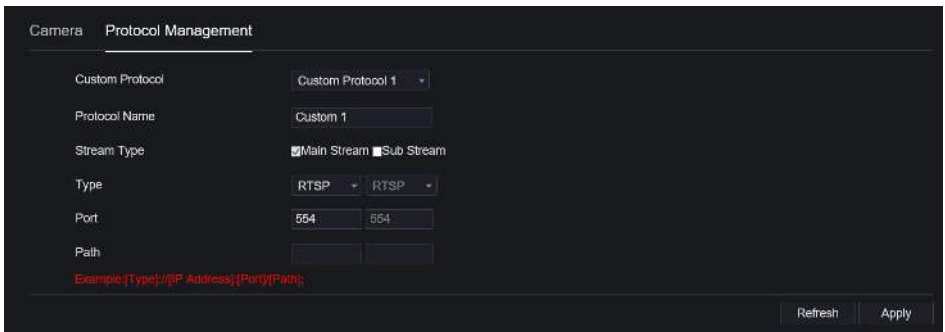 Camera Protocol Management
Custom Protocol Custom Protocol 1
Protocol Name Custom 1
Stream Type Main Stream Sub Stream
Type RTSP RTSP
Port 554 554
Path
Example:[Type]://[IP Address]:[Port]/[Path];
Refresh Apply